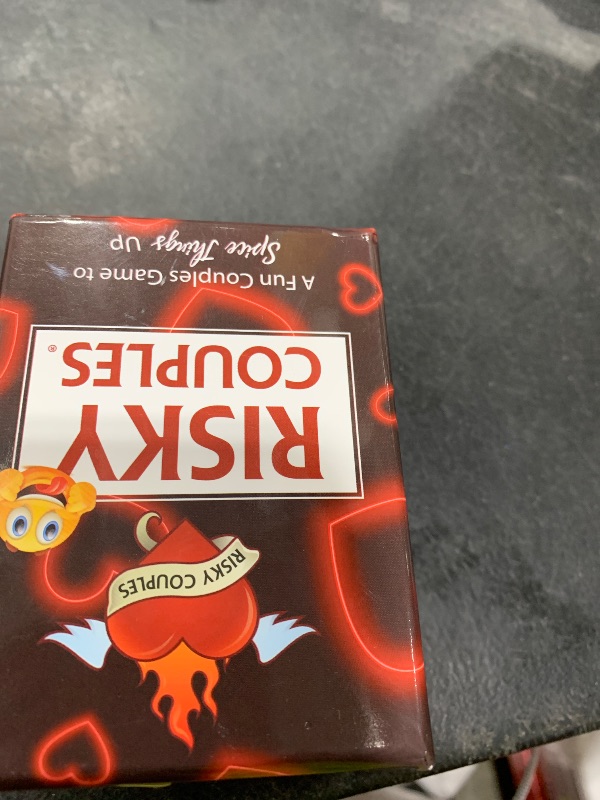 RISKY COUPLES
RISKY
COUPLES®
A Fun Couples Game to
Spice Things UP